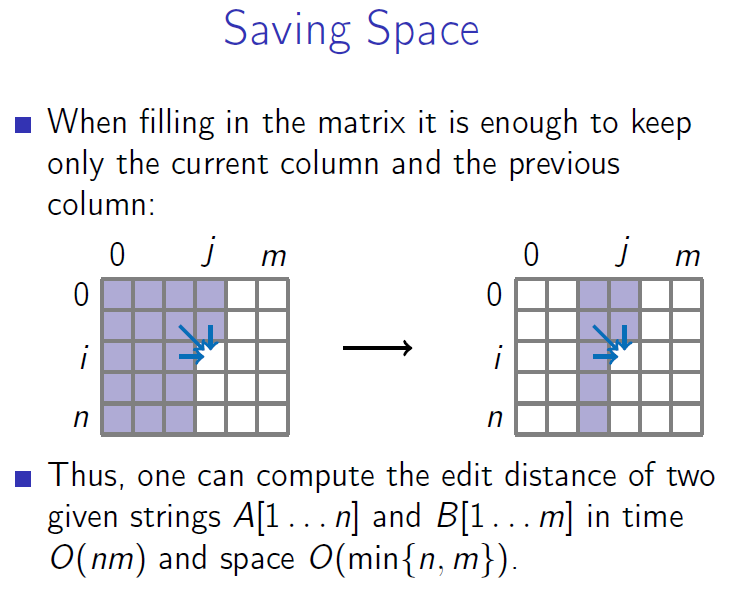 Saving Space
When filling in the matrix it is enough to keep
only the current column and the previous
column:
0 j m
0
i
n
0 j m
0
i
n
Thus, one can compute the edit distance of two
given strings A[1 . . . n] and B[1 . . . m] in time
O(nm) and space O(min{n, m}).